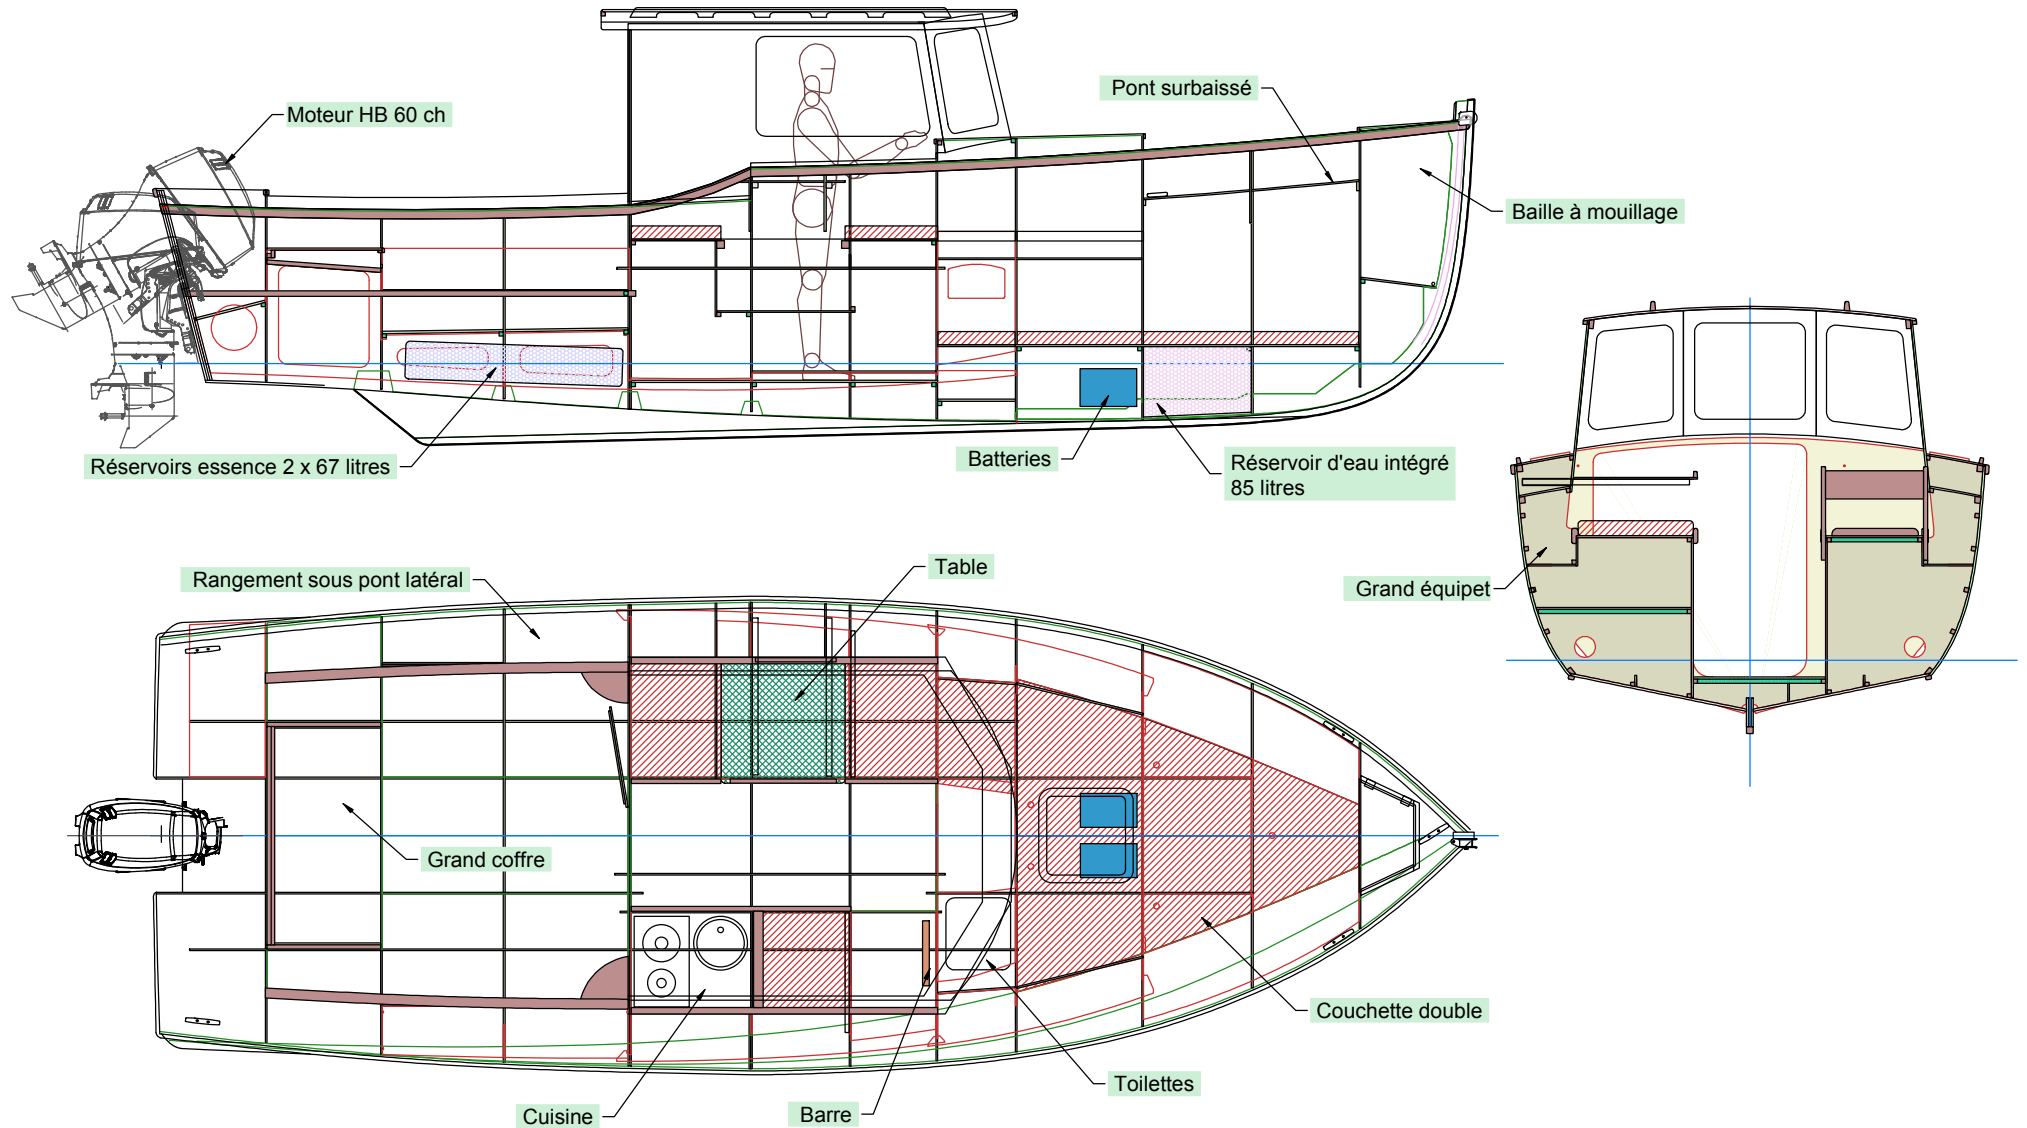 Pont surbaissé
Moteur HB 60 ch
Baille à mouillage
Réservoirs essence 2 x 67 litres
Batteries
Réservoir d'eau intégré
85 litres
Grand équipet
Table
Rangement sous pont latéral
Grand coffre
Couchette double
Toilettes
Cuisine
Barre